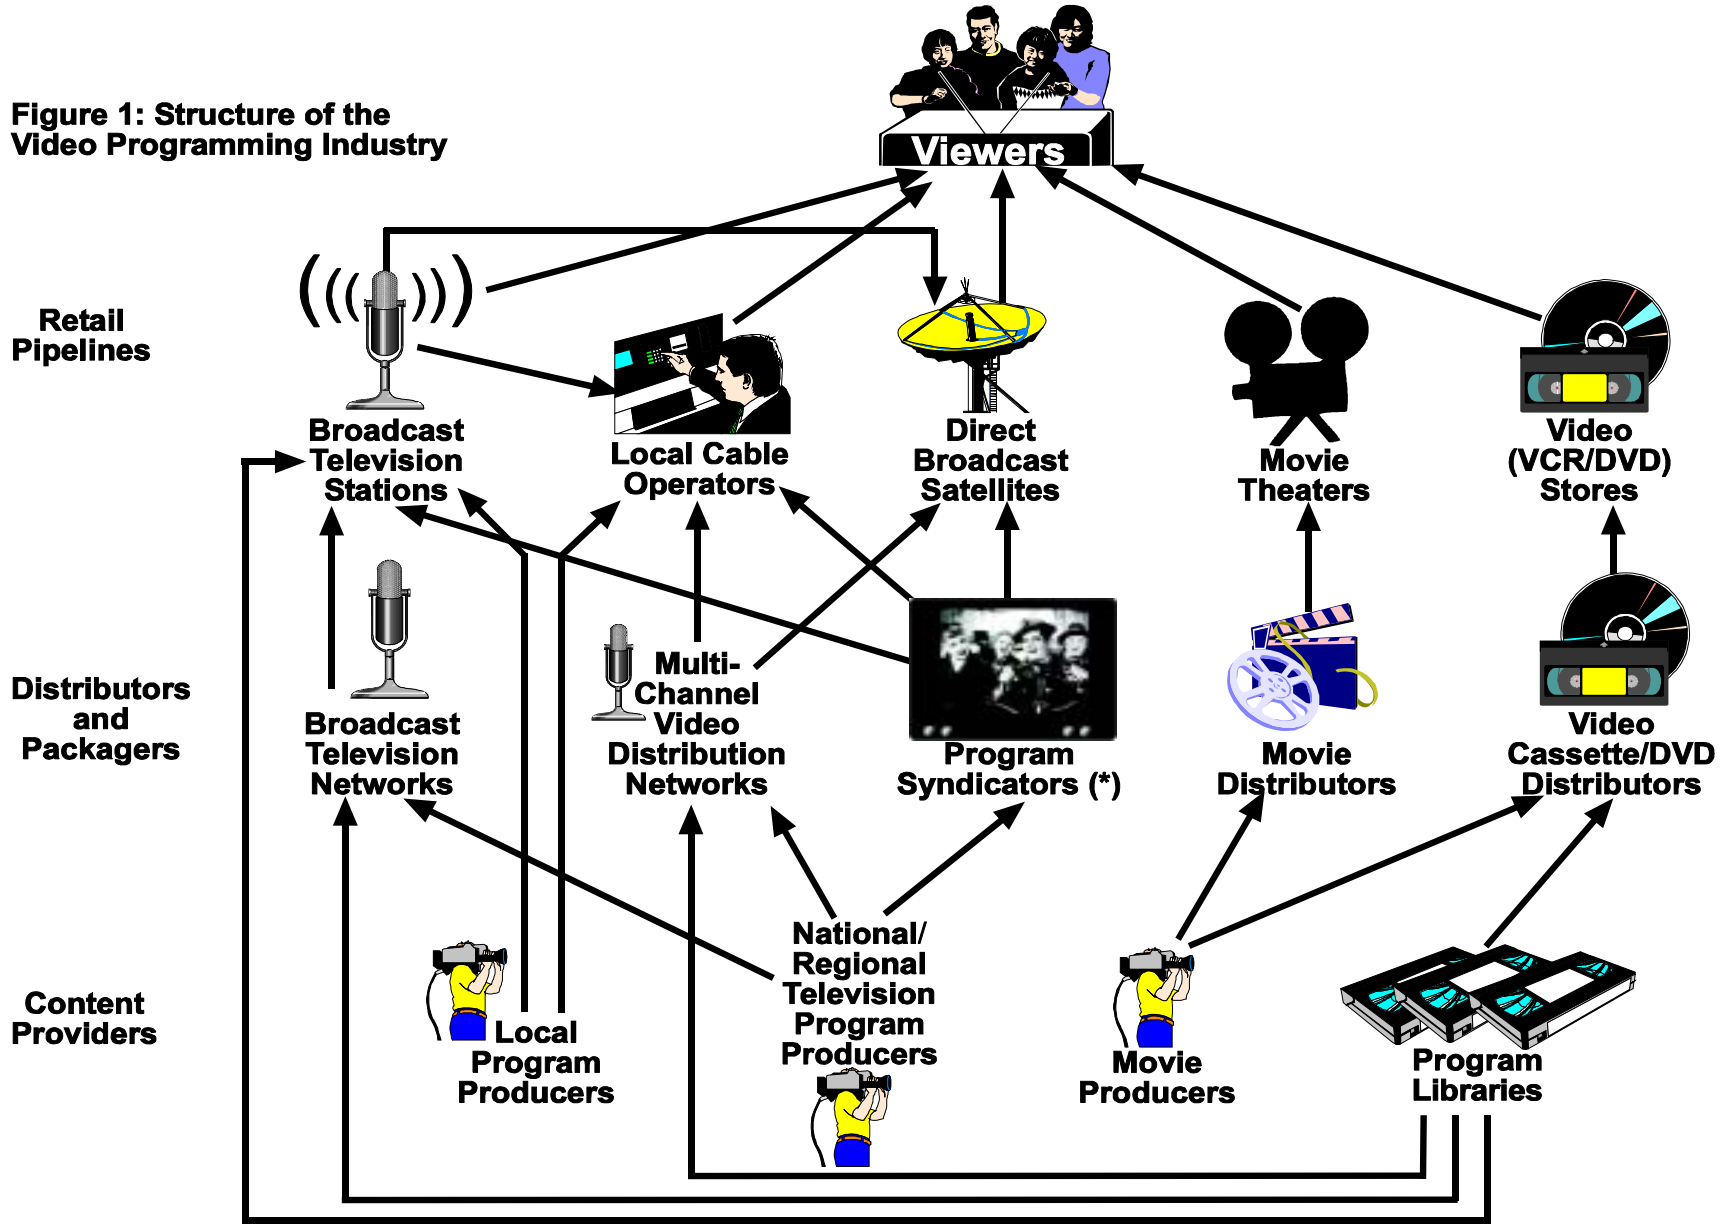 Figure 1: Structure of the
Video Programming Industry
Viewers
Retail
Pipelines
Broadcast
Television
Stations
Local Cable
Operators
Direct
Broadcast
Satellites
Movie
Theaters
Video
(VCR/DVD)
Stores
Distributors
and
Packagers
Broadcast
Television
Networks
Multi-
Channel
Video
Distribution
Networks
Program
Syndicators (*)
Movie
Distributors
Video
Cassette/DVD
Distributors
Content
Providers
Local
Program
Producers
National/
Regional
Television
Program
Producers
Movie
Producers
Program
Libraries